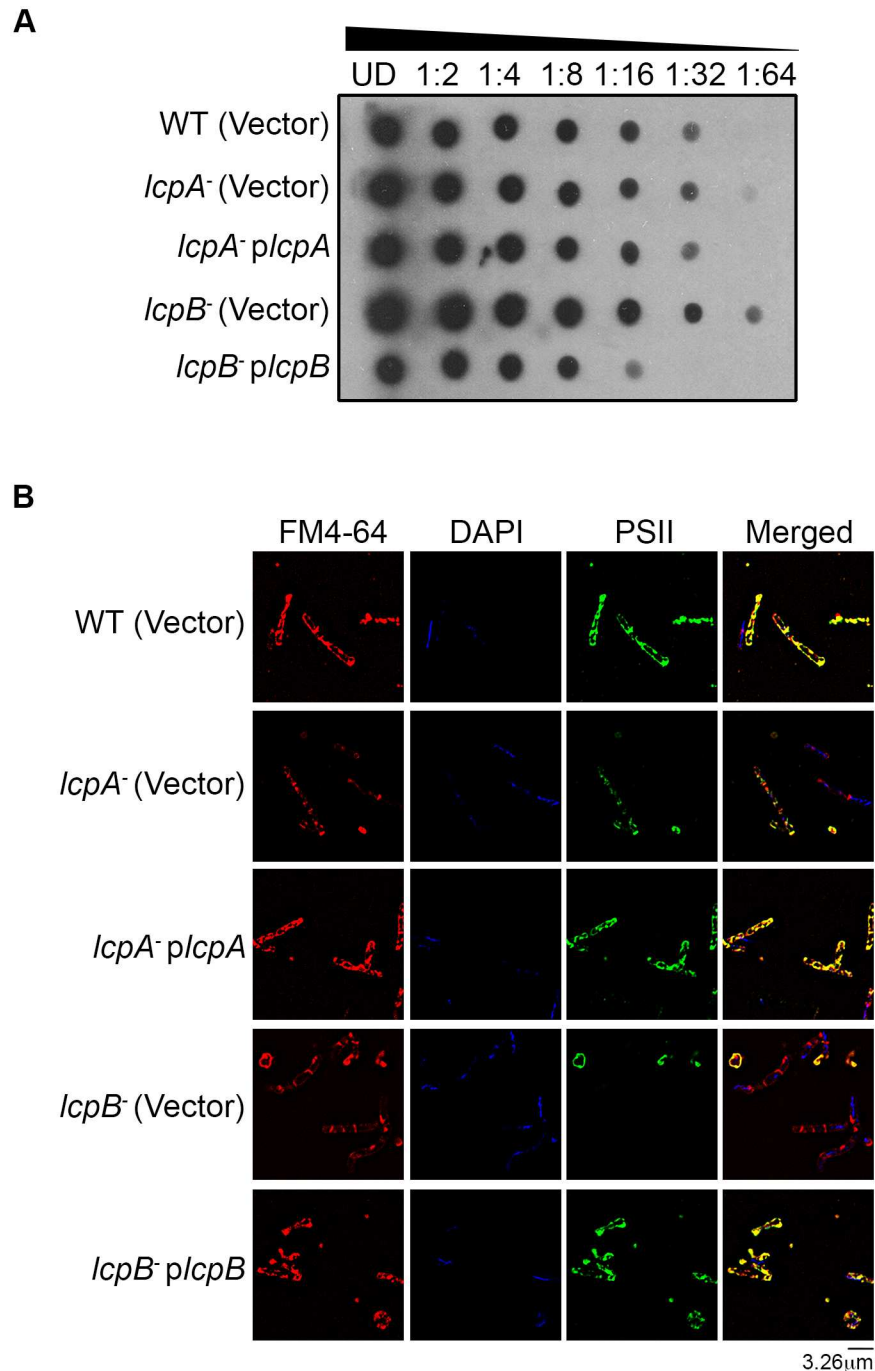 A
UD 1:2 1:4 1:8 1:16 1:32 1:64
WT (Vector)
lcpA- (Vector)
lcpA- plcpA
lcpB- (Vector)
lcpB- plcpB
B
FM4-64 DAPI PSII Merged
WT (Vector)
lcpA- (Vector)
lcpA- plcpA
lcpB- (Vector)
lcpB- plcpB
3.26µm